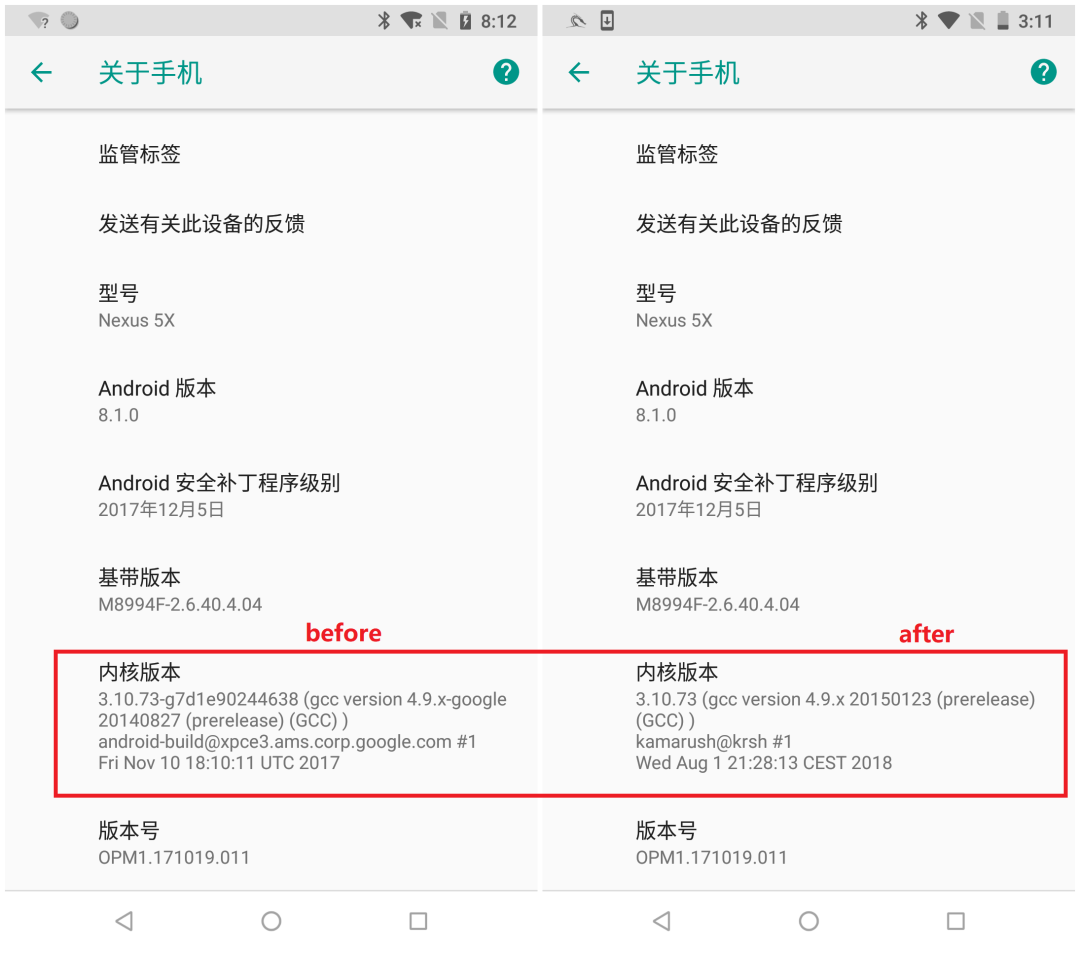 8:12
关于手机
监管标签
发送有关此设备的反馈
型号
Nexus 5X
Android 版本
8.1.0
Android 安全补丁程序级别
2017年12月5日
基带版本
M8994F-2.6.40.4.04
before
内核版本
3.10.73-g7d1e90244638 (gcc version 4.9.x-google
20140827 (prerelease) (GCC) )
android-build@xpce3.ams.corp.google.com #1
Fri Nov 10 18:10:11 UTC 2017
版本号
OPM1.171019.011
3:11
关于手机
监管标签
发送有关此设备的反馈
型号
Nexus 5X
Android 版本
8.1.0
Android 安全补丁程序级别
2017年12月5日
基带版本
M8994F-2.6.40.4.04
after
内核版本
3.10.73 (gcc version 4.9.x 20150123 (prerelease)
(GCC) )
kamarush@krsh #1
Wed Aug 1 21:28:13 CEST 2018
版本号
OPM1.171019.011